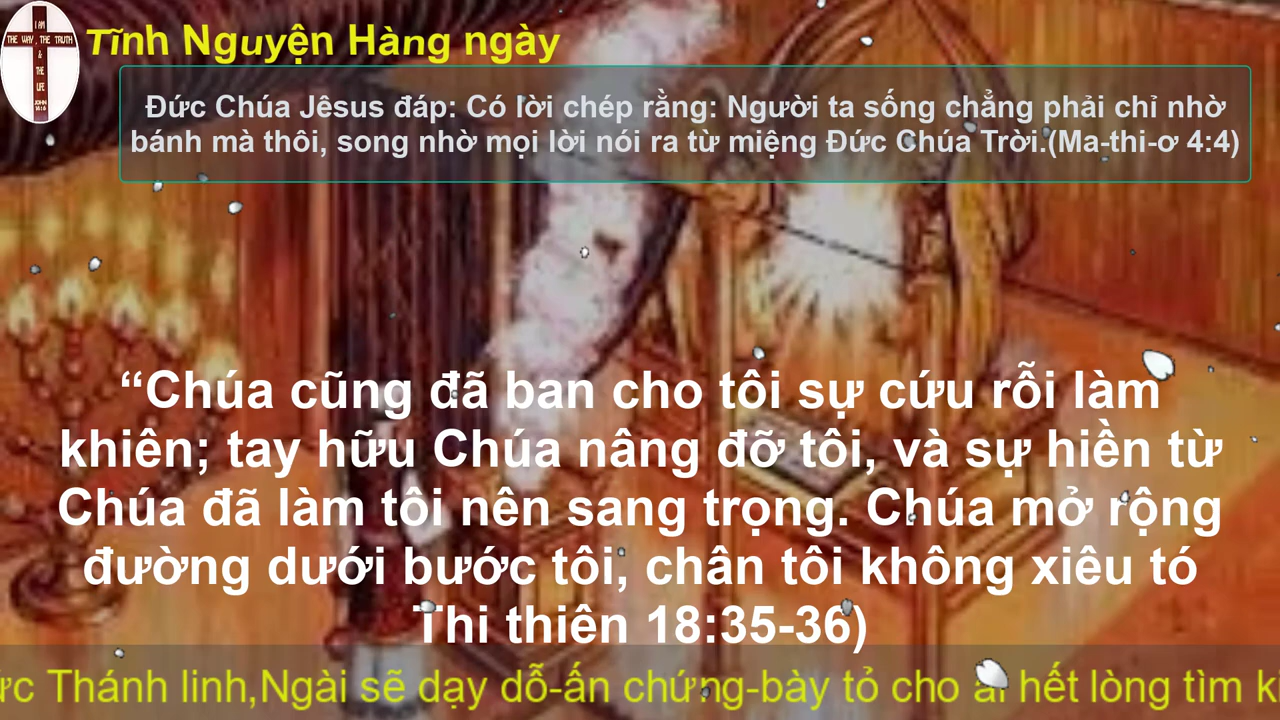 I AM
THE WAY, THE TRUTH
&
THE
LIFE
JOHN
Tĩnh Nguyện Hàng ngày
Đức Chúa Jêsus đáp: Có lời chép rằng: Người ta sống chẳng phải chỉ nhờ
bánh mà thôi, song nhờ mọi lời nói ra từ miệng Đức Chúa Trời.(Ma-thi-ơ 4:4)
“Chúa cũng đã ban cho tôi sự cứu rỗi làm
khiên; tay hữu Chúa nâng đỡ tôi, và sự hiền từ
Chúa đã làm tôi nên sang trọng. Chúa mở rộng
đường dưới bước tôi, chân tôi không xiêu tó
Thi thiên 18:35-36)
Thánh linh,Ngài sẽ dạy dỗ-ấn chứng-bày tỏ cho ai hết lòng tìm